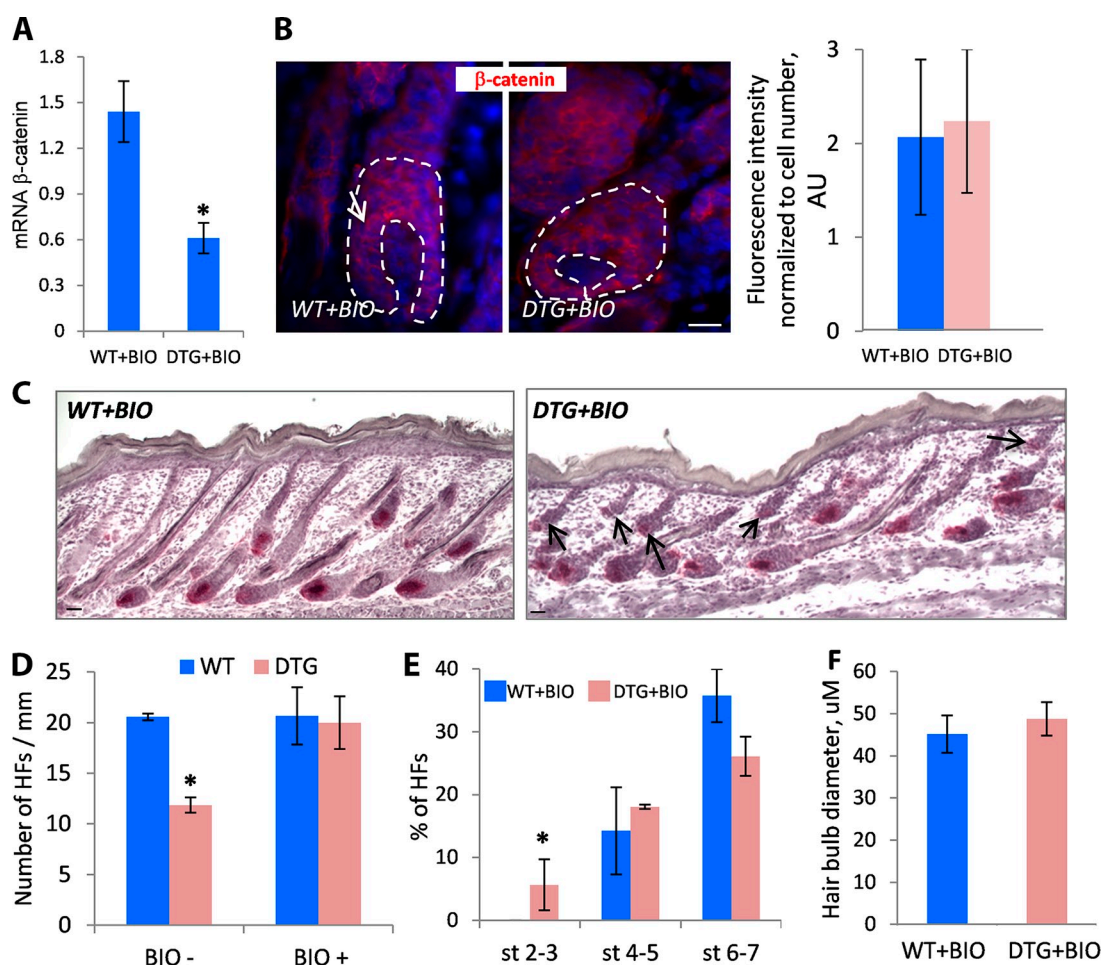 A
1.8
1.5
1.2
0.9
0.6
0.3
0
mRNA β-catenin
*
WT+BIO
DTG+BIO
B
β-catenin
WT+BIO
DTG+BIO
3
2
1
0
Fluorescence intensity
normalized to cell number,
AU
WT+BIO
DTG+BIO
C
WT+BIO
DTG+BIO
D
WT
DTG
25
20
15
10
5
0
Number of HFs / mm
*
BIO -
BIO +
E
WT+BIO
DTG+BIO
40
30
20
10
0
% of HFs
*
st 2-3
st 4-5
st 6-7
F
60
50
40
30
20
10
0
Hair bulb diameter, uM
WT+BIO
DTG+BIO